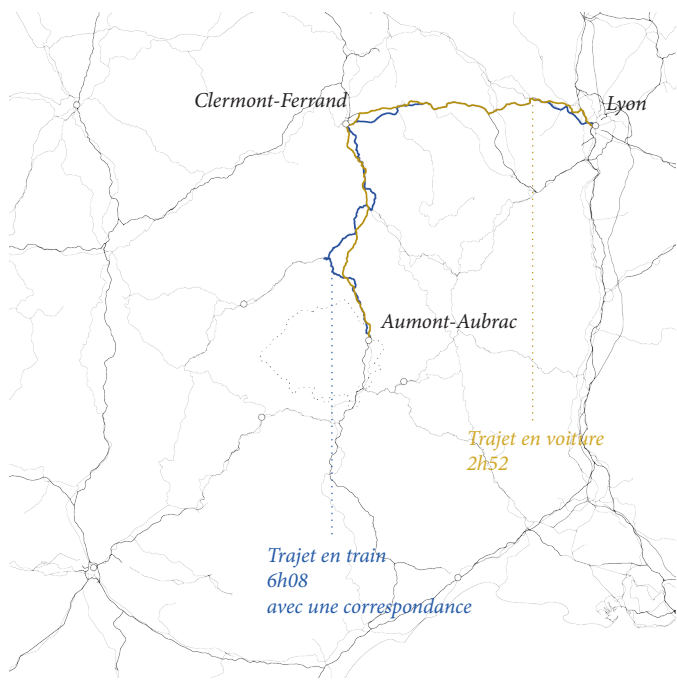 Clermont-Ferrand
Lyon
Aumont-Aubrac
Trajet en voiture
2h52
Trajet en train
6h08
avec une correspondance